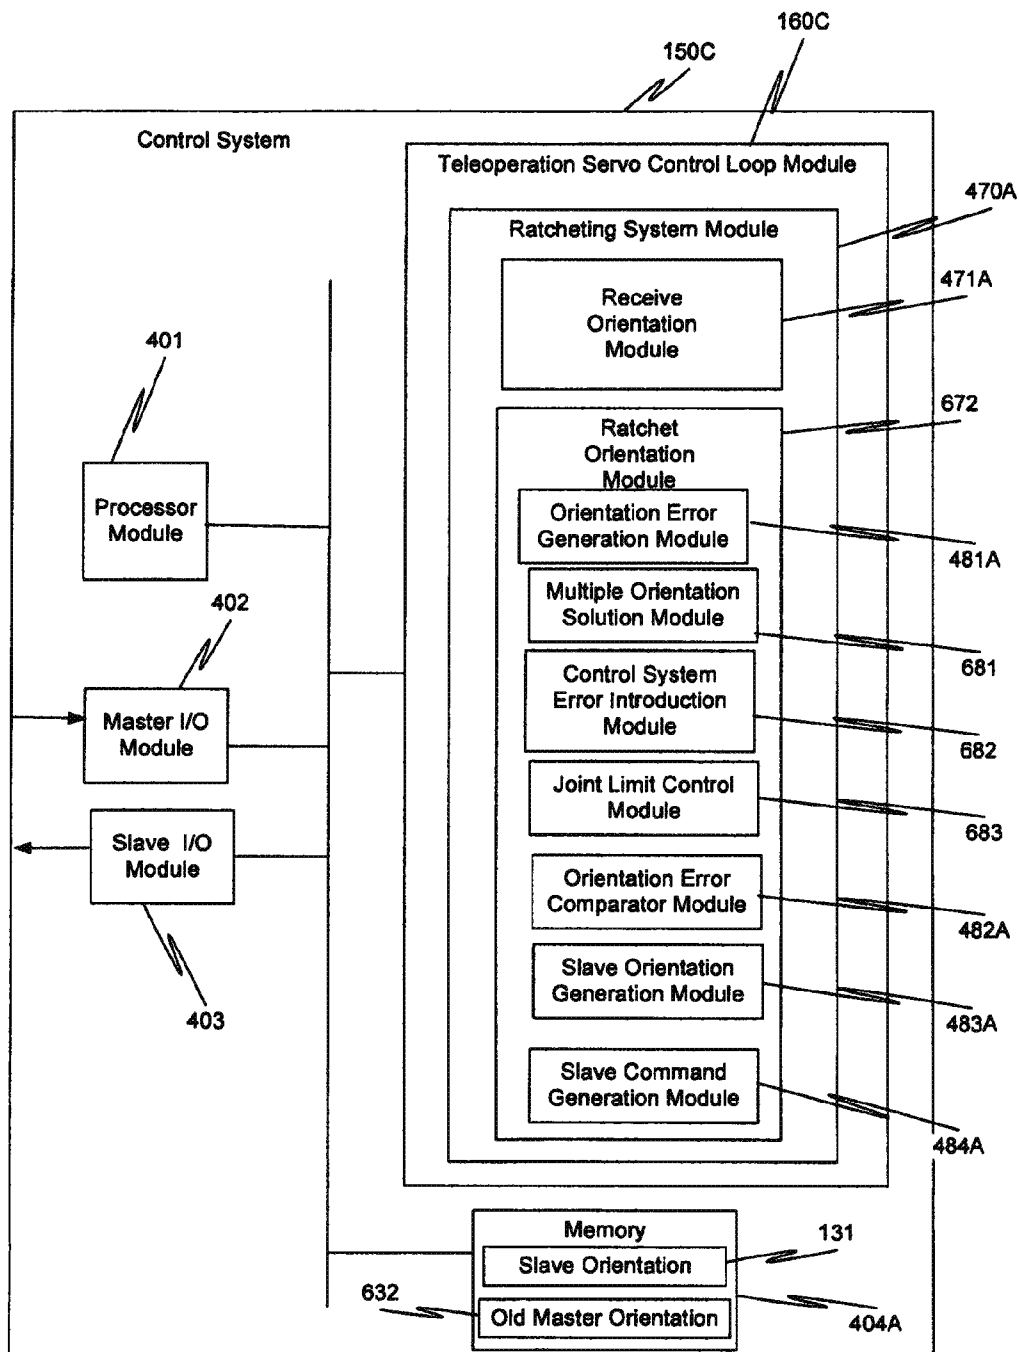 160C
150C
Control System
Teleoperation Servo Control Loop Module
470A
Ratcheting System Module
471A
Receive
Orientation
Module
401
672
Ratchet
Orientation
Module
Processor
Module
Orientation Error
Generation Module
481A
Multiple Orientation
Solution Module
402
681
Control System
Error Introduction
Module
Master I/O
Module
682
Joint Limit Control
Module
683
Slave I/O
Module
Orientation Error
Comparator Module
482A
Slave Orientation
Generation Module
483A
403
Slave Command
Generation Module
484A
Memory
131
Slave Orientation
632
Old Master Orientation
404A